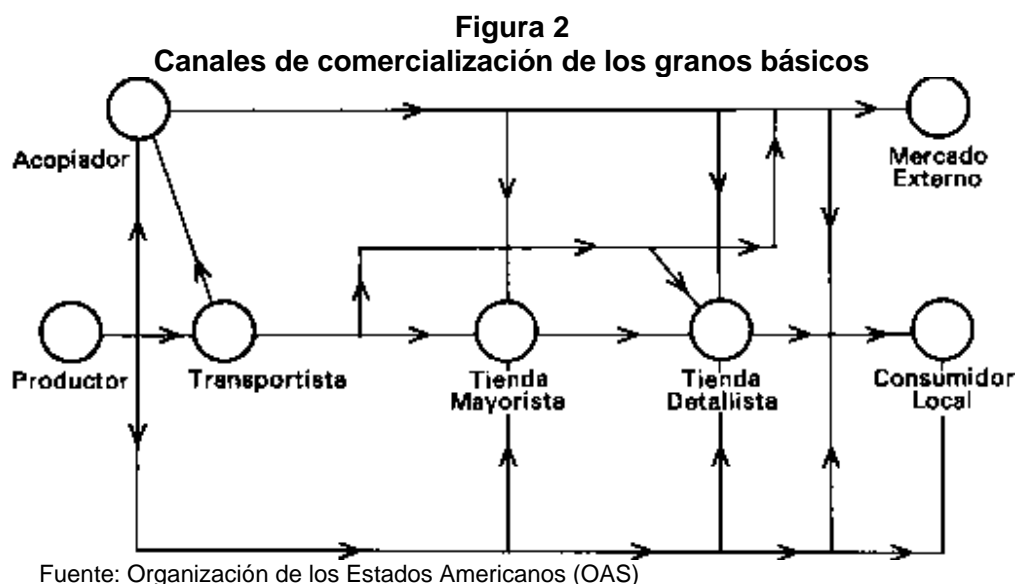 Figura 2
Canales de comercialización de los granos básicos
Acopiador
Mercado
Externo
Productor
Transportista
Tienda
Mayorista
Tienda
Detallista
Consumidor
Local
Fuente: Organización de los Estados Americanos (OAS)